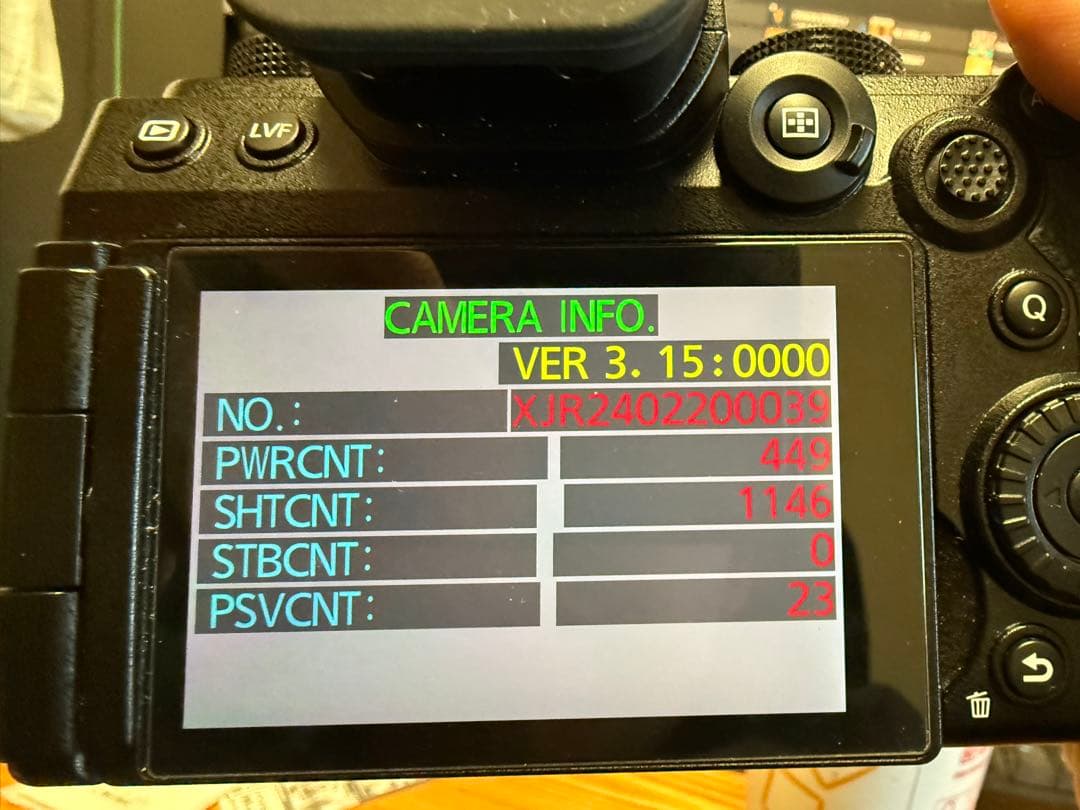 LVF
Q
CAMERA INFO.
VER 3. 15:0000
NO.: XJR2402200039
PWRCNT: 449
SHTCNT: 1146
STBCNT: 0
PSVCNT: 23